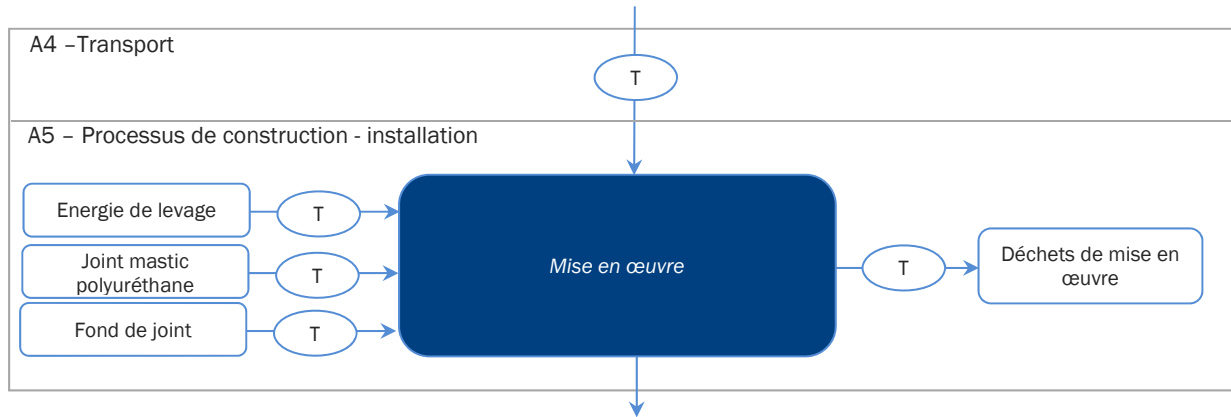 A4 –Transport
T
A5 – Processus de construction - installation
Energie de levage
T
Joint mastic
polyuréthane
T
Fond de joint
T
Mise en œuvre
T
Déchets de mise en
œuvre